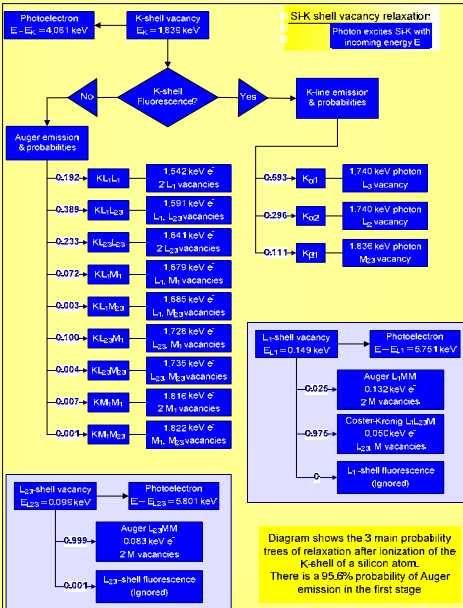 Photoelectron
E–E_K=4.061 keV
K-shell vacancy
E_K=1.839 keV
Si-K shell vacancy relaxation:
Photon excites Si-K with
incoming energy E
No
K-shell
Fluorescence?
Yes
K-line emission
& probabilities
Auger emission
& probabilities
0.192 KL1L1 1,542 keV e-
2 L1 vacancies
0.389 KL1L23 1,591 keV e-
L1, L23 vacancies
0.233 KL23L23 1,641 keV e-
2 L23 vacancies
0.072 KL1M1 1,679 keV e-
L1, M1 vacancies
0.003 KL1M23 1,685 keV e-
L1, M23 vacancies
0.100 KL23M1 1,728 keV e-
L23, M1 vacancies
0.004 KL23M23 1,735 keV e-
L23, M23 vacancies
0.007 KM1M1 1,816 keV e-
2 M1 vacancies
0.001 KM1M23 1,822 keV e-
M1, M23 vacancies
0.593 Kα1 1,740 keV photon
L3 vacancy
0.296 Kα2 1.740 keV photon
L2 vacancy
0.111 Kβ1 1.836 keV photon
M23 vacancy
L1-shell vacancy
E_L1=0.149 keV
Photoelectron
E–E_L1=5.751 keV
0.025 Auger L1MM
0.132 keV e-
2 M vacancies
0.975 Coster-Kronig L1L23M
0.050 keV e-
L23, M vacancies
0 L1-shell fluorescence
(ignored)
L23-shell vacancy
E_L23=0.099 keV
Photoelectron
E–E_L23=5.801 keV
0.999 Auger L23MM
0.083 keV e-
2 M vacancies
0.001 L23-shell fluorescence
(ignored)
Diagram shows the 3 main probability
trees of relaxation after ionization of the
K-shell of a silicon atom.
There is a 95.6% probability of Auger
emission in the first stage